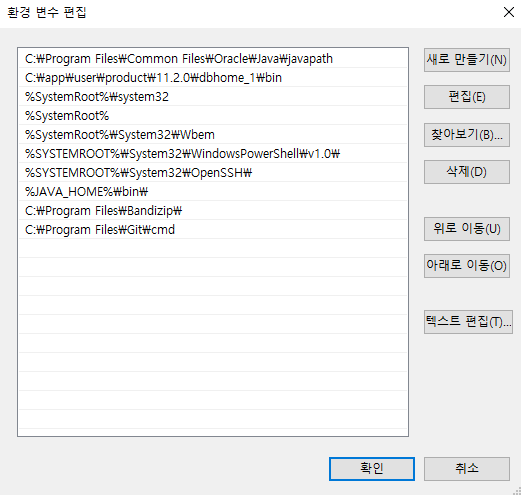 환경 변수 편집
C:₩Program Files₩Common Files₩Oracle₩Java₩javapath
C:₩app₩user₩product₩11.2.0₩dbhome_1₩bin
%SystemRoot%₩system32
%SystemRoot%
%SystemRoot%₩System32₩Wbem
%SYSTEMROOT%₩System32₩WindowsPowerShell₩v1.0₩
%SYSTEMROOT%₩System32₩OpenSSH₩
%JAVA_HOME%₩bin₩
C:₩Program Files₩Bandizip₩
C:₩Program Files₩Git₩cmd
새로 만들기(N)
편집(E)
찾아보기(B)...
삭제(D)
위로 이동(U)
아래로 이동(O)
텍스트 편집(T)...
확인
취소